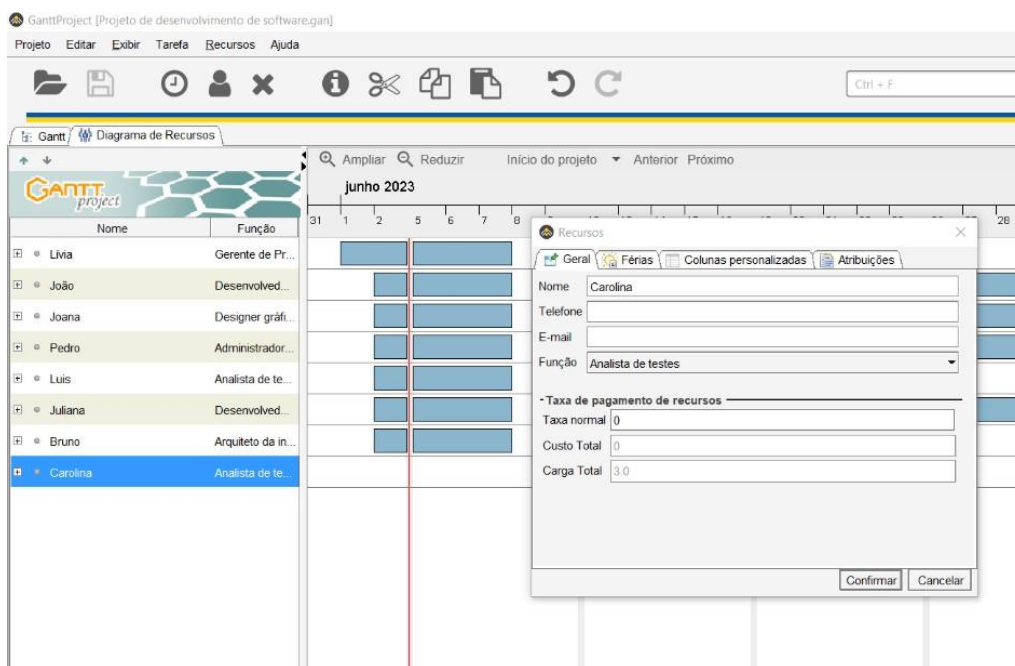 GanttProject [Projeto de desenvolvimento de software.gan]
Projeto Editar Exibir Tarefa Recursos Ajuda
Ctrl + F
Gantt Diagrama de Recursos
Ampliar Reduzir Início do projeto Anterior Próximo
GANTT project
junho 2023
31 1 2 5 6 7 8 28
Nome Função
Lívia Gerente de Pr...
João Desenvolved...
Joana Designer gráfi...
Pedro Administrador...
Luis Analista de te...
Juliana Desenvolved...
Bruno Arquiteto da in...
Carolina Analista de te...
Recursos
Geral Férias Colunas personalizadas Atribuições
Nome Carolina
Telefone
E-mail
Função Analista de testes
Taxa de pagamento de recursos
Taxa normal 0
Custo Total 0
Carga Total 3.0
Confirmar Cancelar